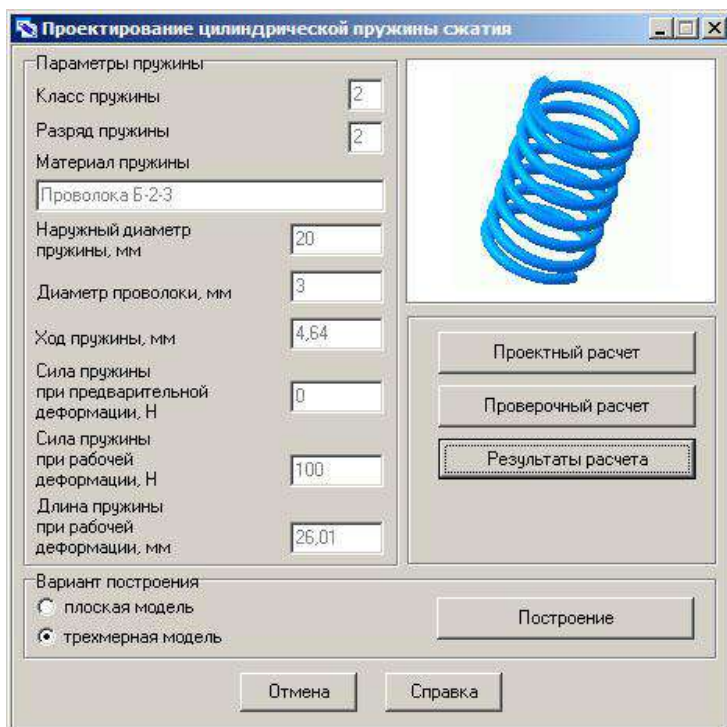 Проектирование цилиндрической пружины сжатия
Параметры пружины
Класс пружины
2
Разряд пружины
2
Материал пружины
Проволока Б-2-3
Наружный диаметр
пружины, мм
20
Диаметр проволоки, мм
3
Ход пружины, мм
4,64
Сила пружины
при предварительной
деформации, Н
0
Сила пружины
при рабочей
деформации, Н
100
Длина пружины
при рабочей
деформации, мм
26,01
Проектный расчет
Проверочный расчет
Результаты расчета
Вариант построения
плоская модель
трехмерная модель
Построение
Отмена
Справка